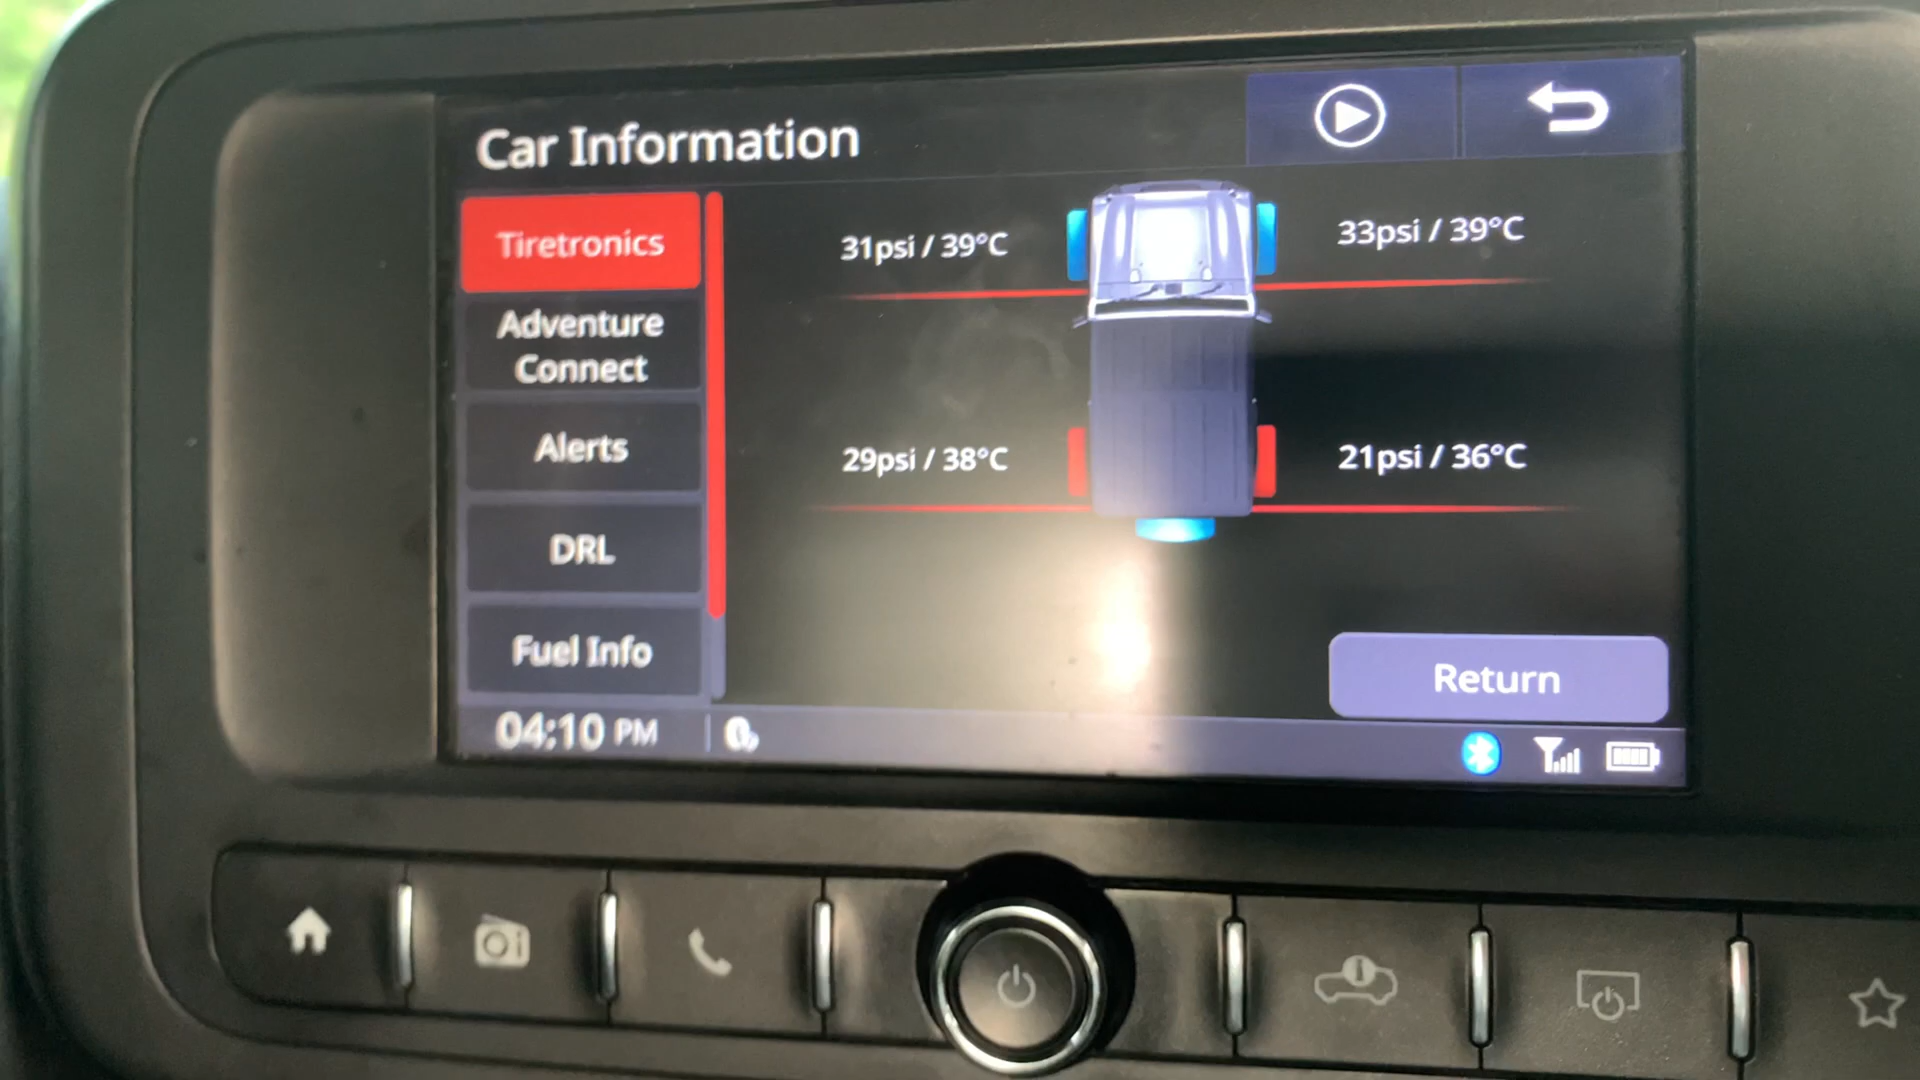 Car Information
Tiretronics
Adventure
Connect
Alerts
DRL
Fuel Info
31psi / 39°C
33psi / 39°C
29psi / 38°C
21psi / 36°C
Return
04:10 PM